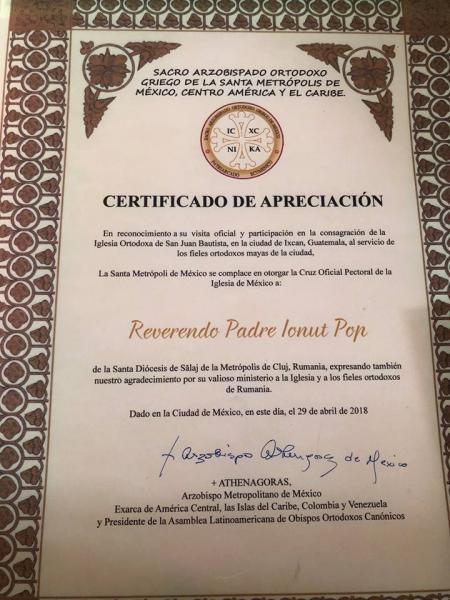 SACRO ARZOBISPADO ORTODOXO
GRIEGO DE LA SANTA METRÓPOLIS DE
MÉXICO, CENTRO AMÉRICA Y EL CARIBE.
IC XC
NI KA
CERTIFICADO DE APRECIACIÓN
En reconocimiento a su visita oficial y participación en la consagración de la
Iglesia Ortodoxa de San Juan Bautista, en la ciudad de Ixcan, Guatemala, al servicio de
los fieles ortodoxos mayas de la ciudad,
La Santa Metrópoli de México se complace en otorgar la Cruz Oficial Pectoral de la
Iglesia de México a:
Reverendo Padre Ionut Pop
de la Santa Diócesis de Sălaj de la Metrópolis de Cluj, Rumania, expresando también
nuestro agradecimiento por su valioso ministerio a la Iglesia y a los fieles ortodoxos
de Rumania.
Dado en la Ciudad de México, en este día, el 29 de abril de 2018
+ Arzobispo Athenagoras de Mexico
+ ATHENAGORAS,
Arzobispo Metropolitano de México
Exarca de América Central, las Islas del Caribe, Colombia y Venezuela
y Presidente de la Asamblea Latinoamericana de Obispos Ortodoxos Canónicos